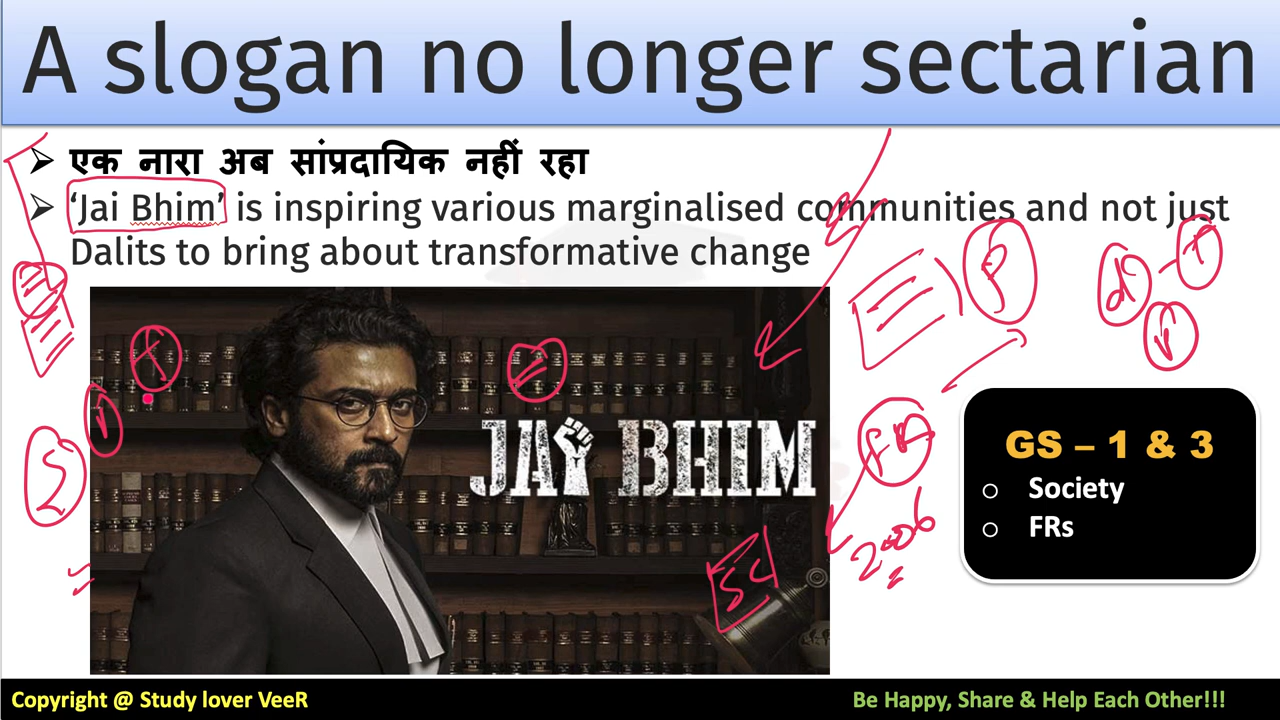 A slogan no longer sectarian
एक नारा अब सांप्रदायिक नहीं रहा
‘Jai Bhim’ is inspiring various marginalised communities and not just
Dalits to bring about transformative change
JAI BHIM
GS – 1 & 3
Society
FRs
2006
Copyright @ Study lover VeeR
Be Happy, Share & Help Each Other!!!